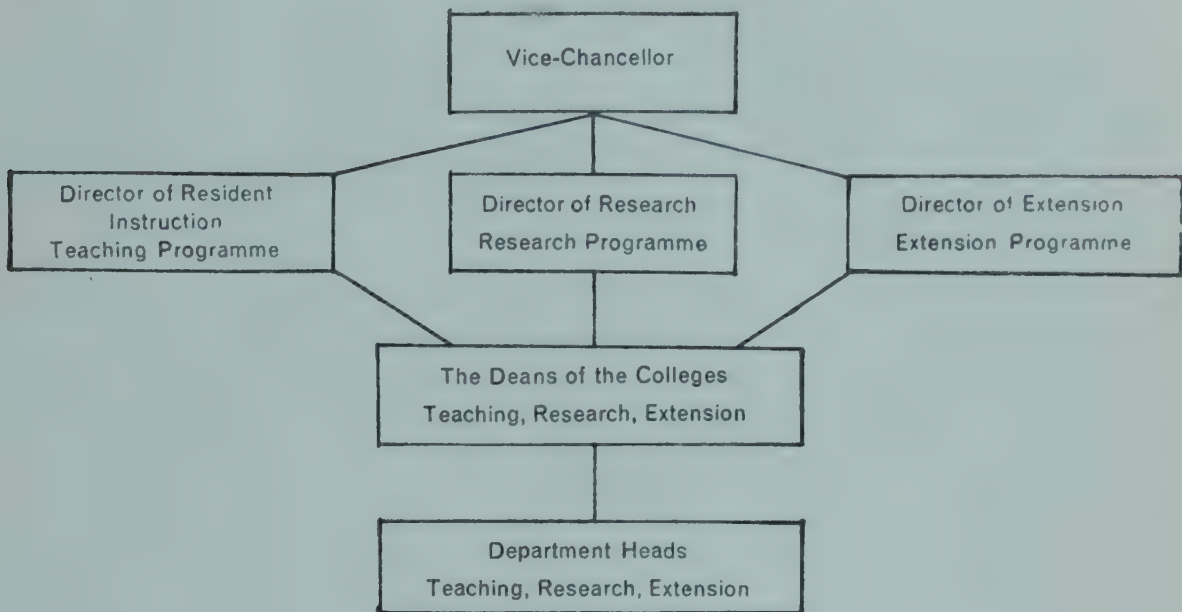 Vice-Chancellor
Director of Resident
Instruction
Teaching Programme
Director of Research
Research Programme
Director of Extension
Extension Programme
The Deans of the Colleges
Teaching, Research, Extension
Department Heads
Teaching, Research, Extension